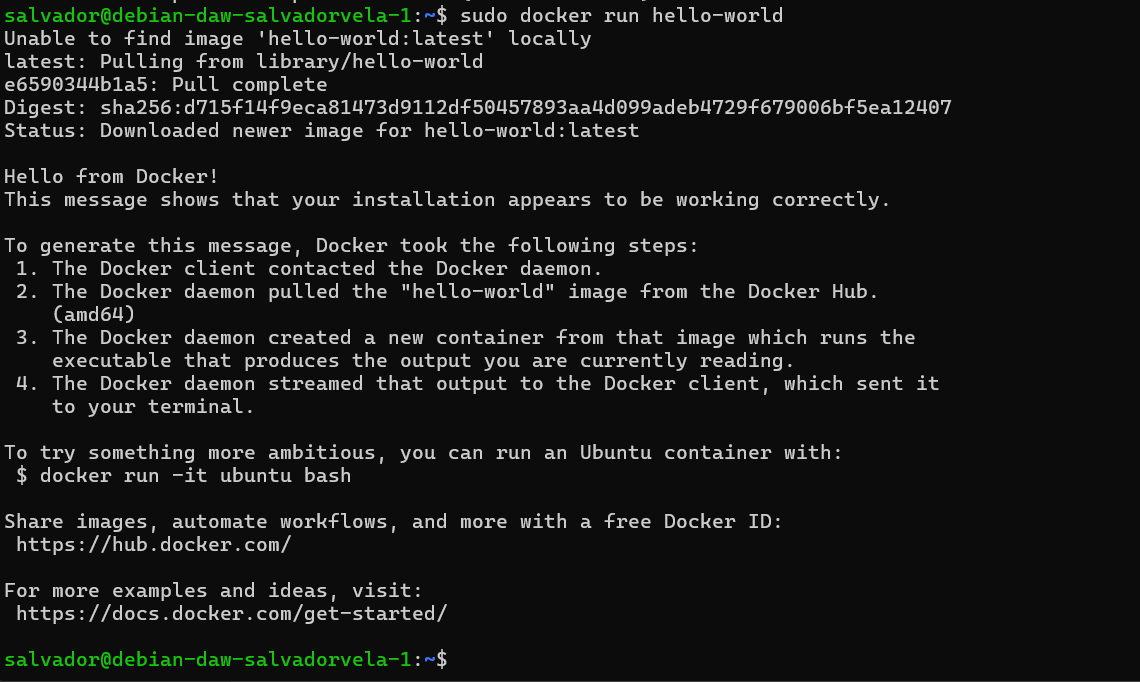 salvador@debian-daw-salvadorvela-1:~$ sudo docker run hello-world
Unable to find image 'hello-world:latest' locally
latest: Pulling from library/hello-world
e6590344b1a5: Pull complete
Digest: sha256:d715f14f9eca81473d9112df50457893aa4d099adeb4729f679006bf5ea12407
Status: Downloaded newer image for hello-world:latest

Hello from Docker!
This message shows that your installation appears to be working correctly.

To generate this message, Docker took the following steps:
 1. The Docker client contacted the Docker daemon.
 2. The Docker daemon pulled the "hello-world" image from the Docker Hub.
    (amd64)
 3. The Docker daemon created a new container from that image which runs the
    executable that produces the output you are currently reading.
 4. The Docker daemon streamed that output to the Docker client, which sent it
    to your terminal.

To try something more ambitious, you can run an Ubuntu container with:
 $ docker run -it ubuntu bash

Share images, automate workflows, and more with a free Docker ID:
 https://hub.docker.com/

For more examples and ideas, visit:
 https://docs.docker.com/get-started/

salvador@debian-daw-salvadorvela-1:~$